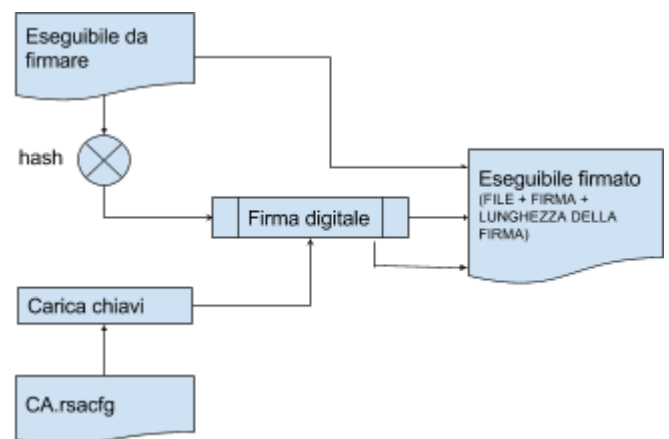 Eseguibile da
firmare
hash
Eseguibile firmato
(FILE + FIRMA +
LUNGHEZZA DELLA
FIRMA)
Firma digitale
Carica chiavi
CA.rsacfg